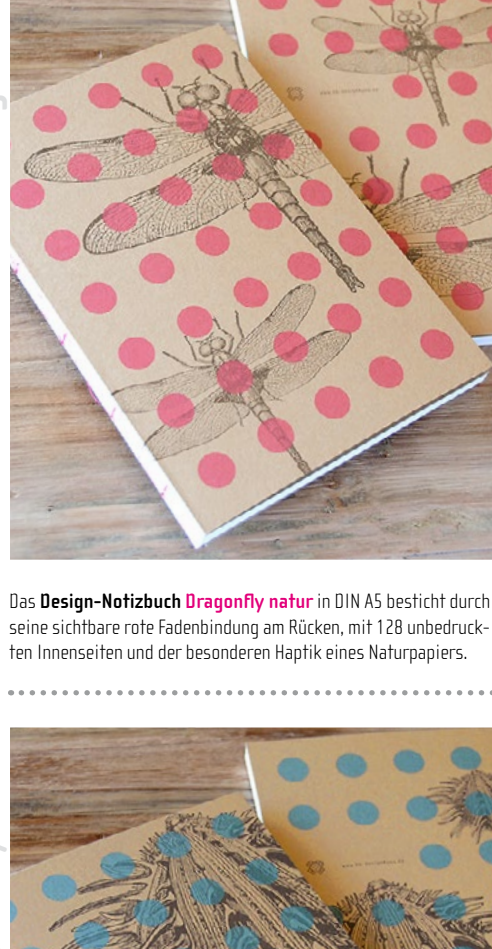 Das Design-Notizbuch Dragonfly natur in DIN A5 besticht durch
seine sichtbare rote Fadenbindung am Rücken, mit 128 unbedruck-
ten Innenseiten und der besonderen Haptik eines Naturpapiers.